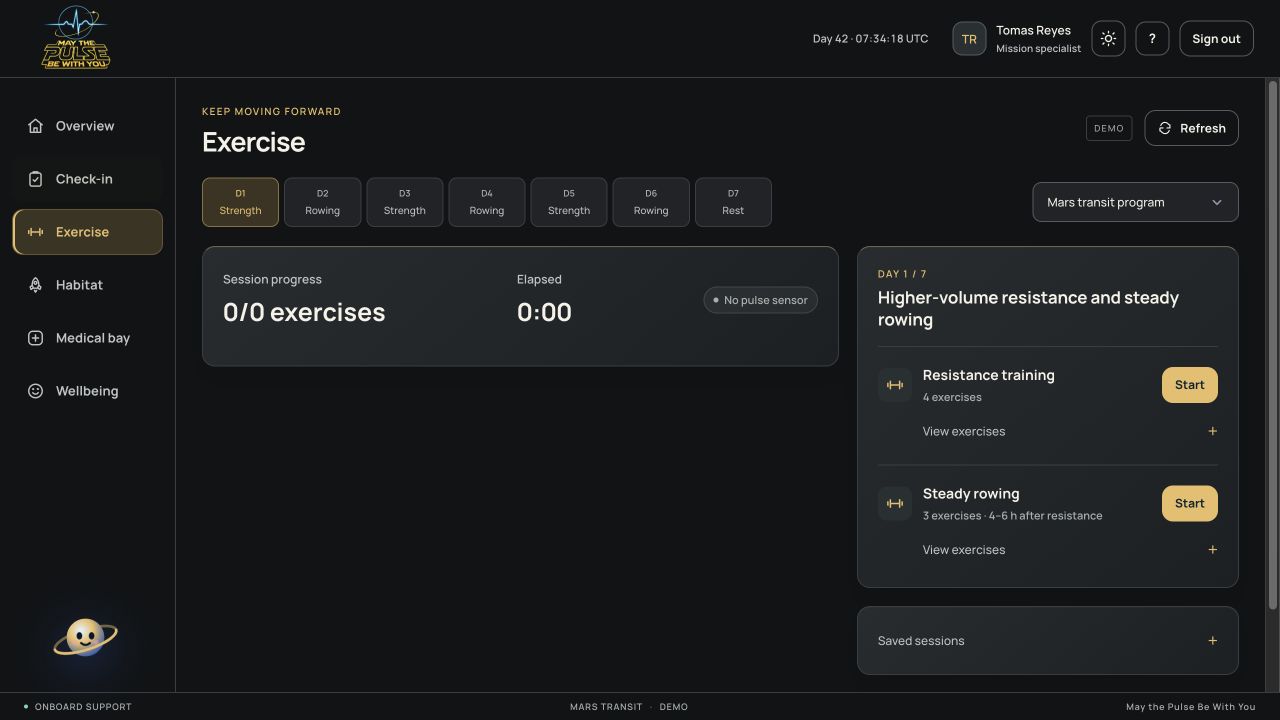 MAY THE
PULSE
BE WITH YOU
Day 42 · 07:34:18 UTC
TR
Tomas Reyes
Mission specialist
?
Sign out
Overview
Check-in
Exercise
Habitat
Medical bay
Wellbeing
KEEP MOVING FORWARD
Exercise
DEMO
Refresh
D1
Strength
D2
Rowing
D3
Strength
D4
Rowing
D5
Strength
D6
Rowing
D7
Rest
Mars transit program
Session progress
0/0 exercises
Elapsed
0:00
No pulse sensor
DAY 1 / 7
Higher-volume resistance and steady
rowing
Resistance training
4 exercises
Start
View exercises
+
Steady rowing
3 exercises · 4–6 h after resistance
Start
View exercises
+
Saved sessions
+
ONBOARD SUPPORT
MARS TRANSIT · DEMO
May the Pulse Be With You